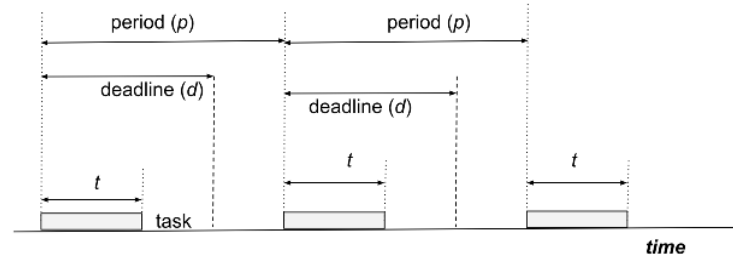 period (p)
period (p)
deadline (d)
deadline (d)
t
t
t
task
time